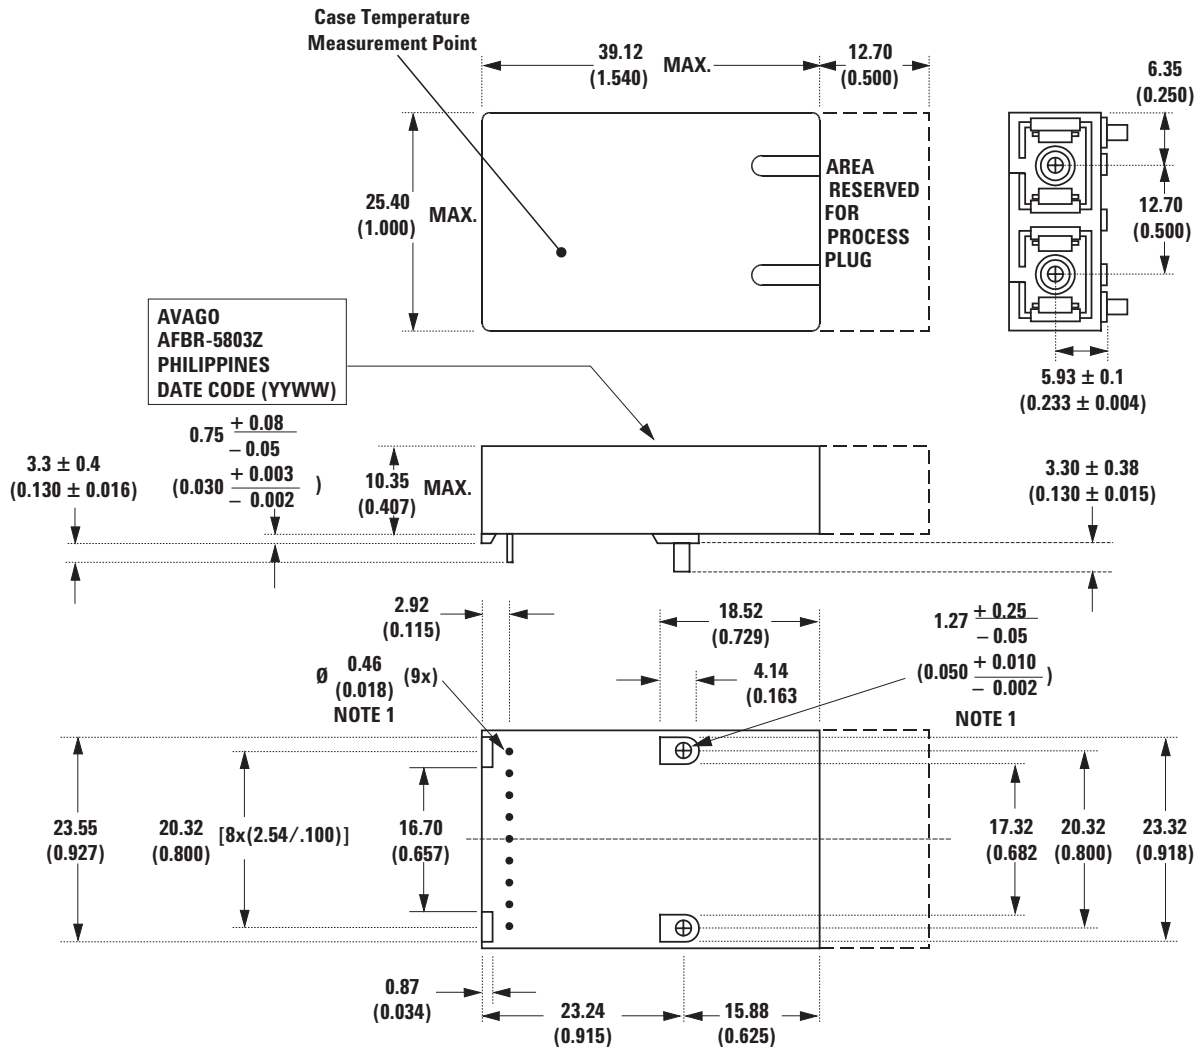 Case Temperature
Measurement Point
39.12
(1.540)
MAX.
12.70
(0.500)
6.35
(0.250)
25.40
(1.000)
MAX.
AREA
RESERVED
FOR
PROCESS
PLUG
12.70
(0.500)
5.93 ± 0.1
(0.233 ± 0.004)
AVAGO
AFBR-5803Z
PHILIPPINES
DATE CODE (YYWW)
0.75 + 0.08
– 0.05
(0.030 + 0.003 )
– 0.002
3.3 ± 0.4
(0.130 ± 0.016)
10.35
(0.407)
MAX.
3.30 ± 0.38
(0.130 ± 0.015)
2.92
(0.115)
18.52
(0.729)
1.27 + 0.25
– 0.05
(0.050 + 0.010 )
– 0.002
NOTE 1
Ø 0.46 (9x)
(0.018)
NOTE 1
4.14
(0.163
23.55
(0.927)
20.32
(0.800)
[8x(2.54/.100)]
16.70
(0.657)
17.32
(0.682
20.32
(0.800)
23.32
(0.918)
0.87
(0.034)
23.24
(0.915)
15.88
(0.625)